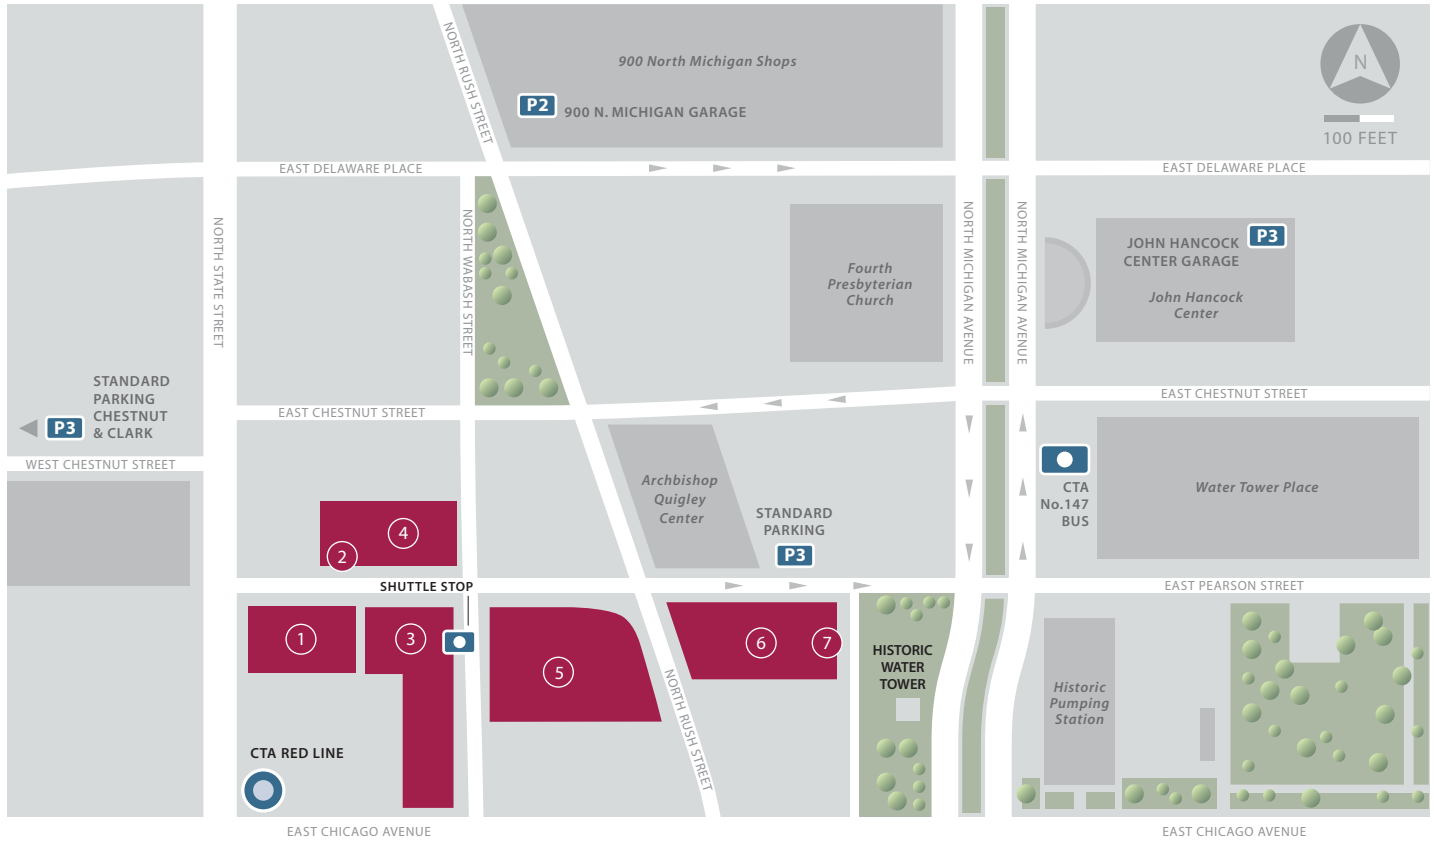 900 North Michigan Shops
P2
900 N. MICHIGAN GARAGE
NORTH RUSH STREET
N
100 FEET
EAST DELAWARE PLACE
EAST DELAWARE PLACE
NORTH STATE STREET
NORTH WABASH STREET
Fourth
Presbyterian
Church
NORTH MICHIGAN AVENUE
NORTH MICHIGAN AVENUE
JOHN HANCOCK
CENTER GARAGE
P3
John Hancock
Center
STANDARD
PARKING
CHESTNUT
& CLARK
P3
WEST CHESTNUT STREET
EAST CHESTNUT STREET
EAST CHESTNUT STREET
Archbishop
Quigley
Center
STANDARD
PARKING
P3
CTA
No.147
BUS
Water Tower Place
4
2
SHUTTLE STOP
EAST PEARSON STREET
1
3
5
6
7
NORTH RUSH STREET
HISTORIC
WATER
TOWER
Historic
Pumping
Station
CTA RED LINE
EAST CHICAGO AVENUE
EAST CHICAGO AVENUE